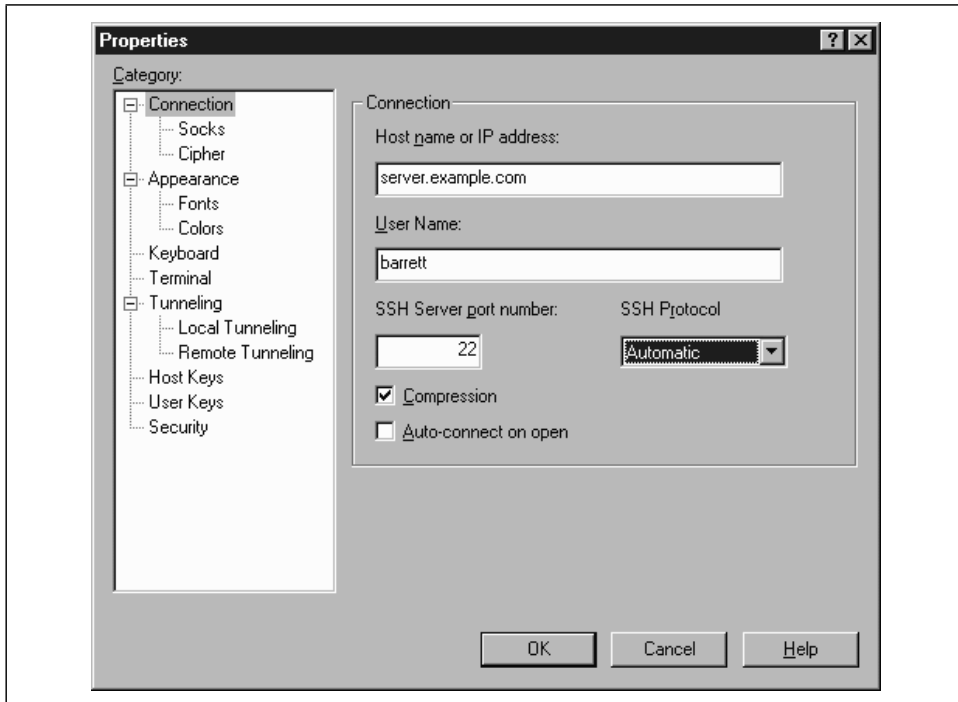 Properties
Category:
Connection
Socks
Cipher
Appearance
Fonts
Colors
Keyboard
Terminal
Tunneling
Local Tunneling
Remote Tunneling
Host Keys
User Keys
Security
Connection
Host name or IP address:
server.example.com
User Name:
barrett
SSH Server port number:
SSH Protocol
22
Automatic
Compression
Auto-connect on open
OK
Cancel
Help